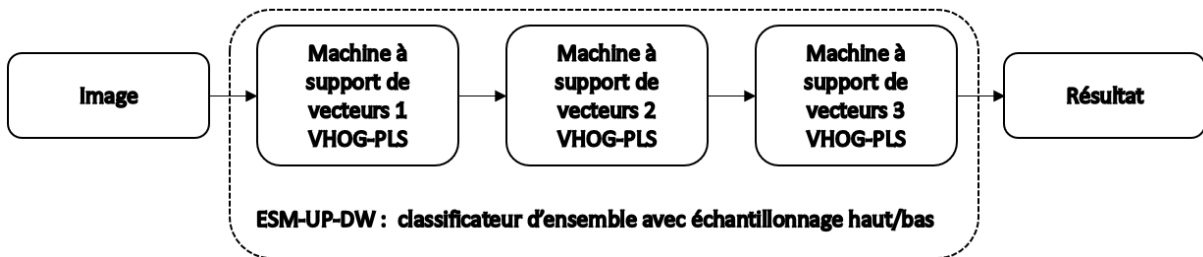 Image
Machine à
support de
vecteurs 1
VHOG-PLS
Machine à
support de
vecteurs 2
VHOG-PLS
Machine à
support de
vecteurs 3
VHOG-PLS
Résultat
ESM-UP-DW : classificateur d'ensemble avec échantillonnage haut/bas